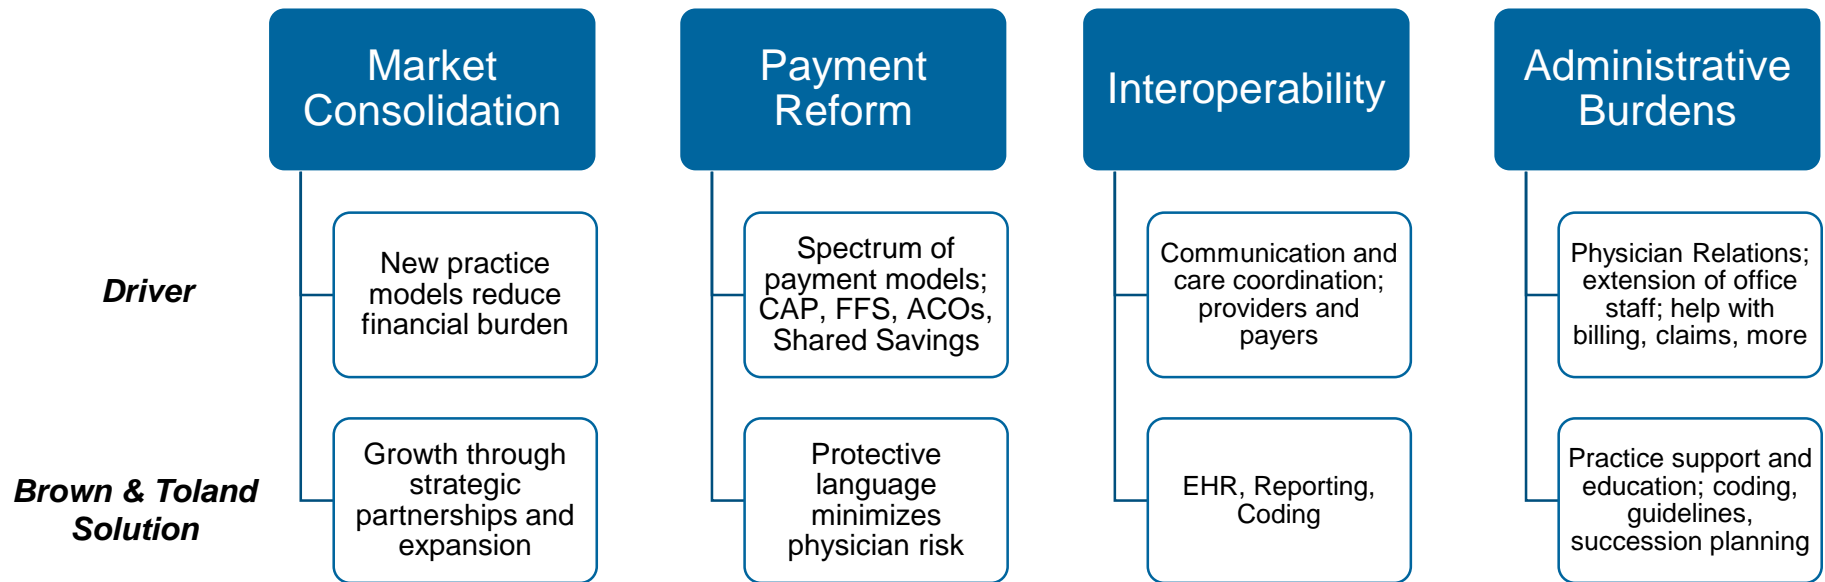 Market
Consolidation
Payment
Reform
Interoperability
Administrative
Burdens
Driver
New practice
models reduce
financial burden
Spectrum of
payment models;
CAP, FFS, ACOs,
Shared Savings
Communication and
care coordination;
providers and
payers
Physician Relations;
extension of office
staff; help with
billing, claims, more
Brown & Toland
Solution
Growth through
strategic
partnerships and
expansion
Protective
language
minimizes
physician risk
EHR, Reporting,
Coding
Practice support and
education; coding,
guidelines,
succession planning